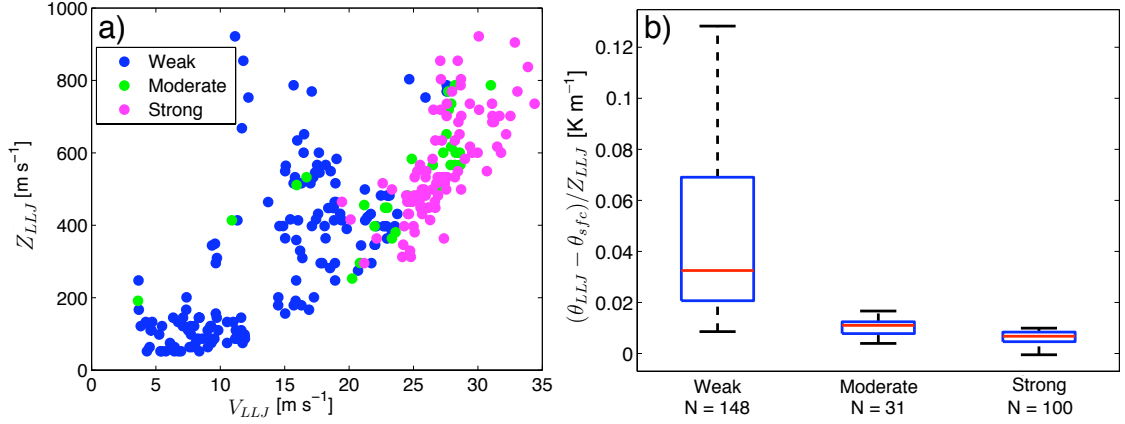 a)
Weak
Moderate
Strong
1000
800
600
400
200
0
Z_LLJ [m s⁻¹]
0 5 10 15 20 25 30 35
V_LLJ [m s⁻¹]
b)
0.12
0.1
0.08
0.06
0.04
0.02
0
(θ_LLJ − θ_sfc)/Z_LLJ [K m⁻¹]
Weak Moderate Strong
N = 148 N = 31 N = 100